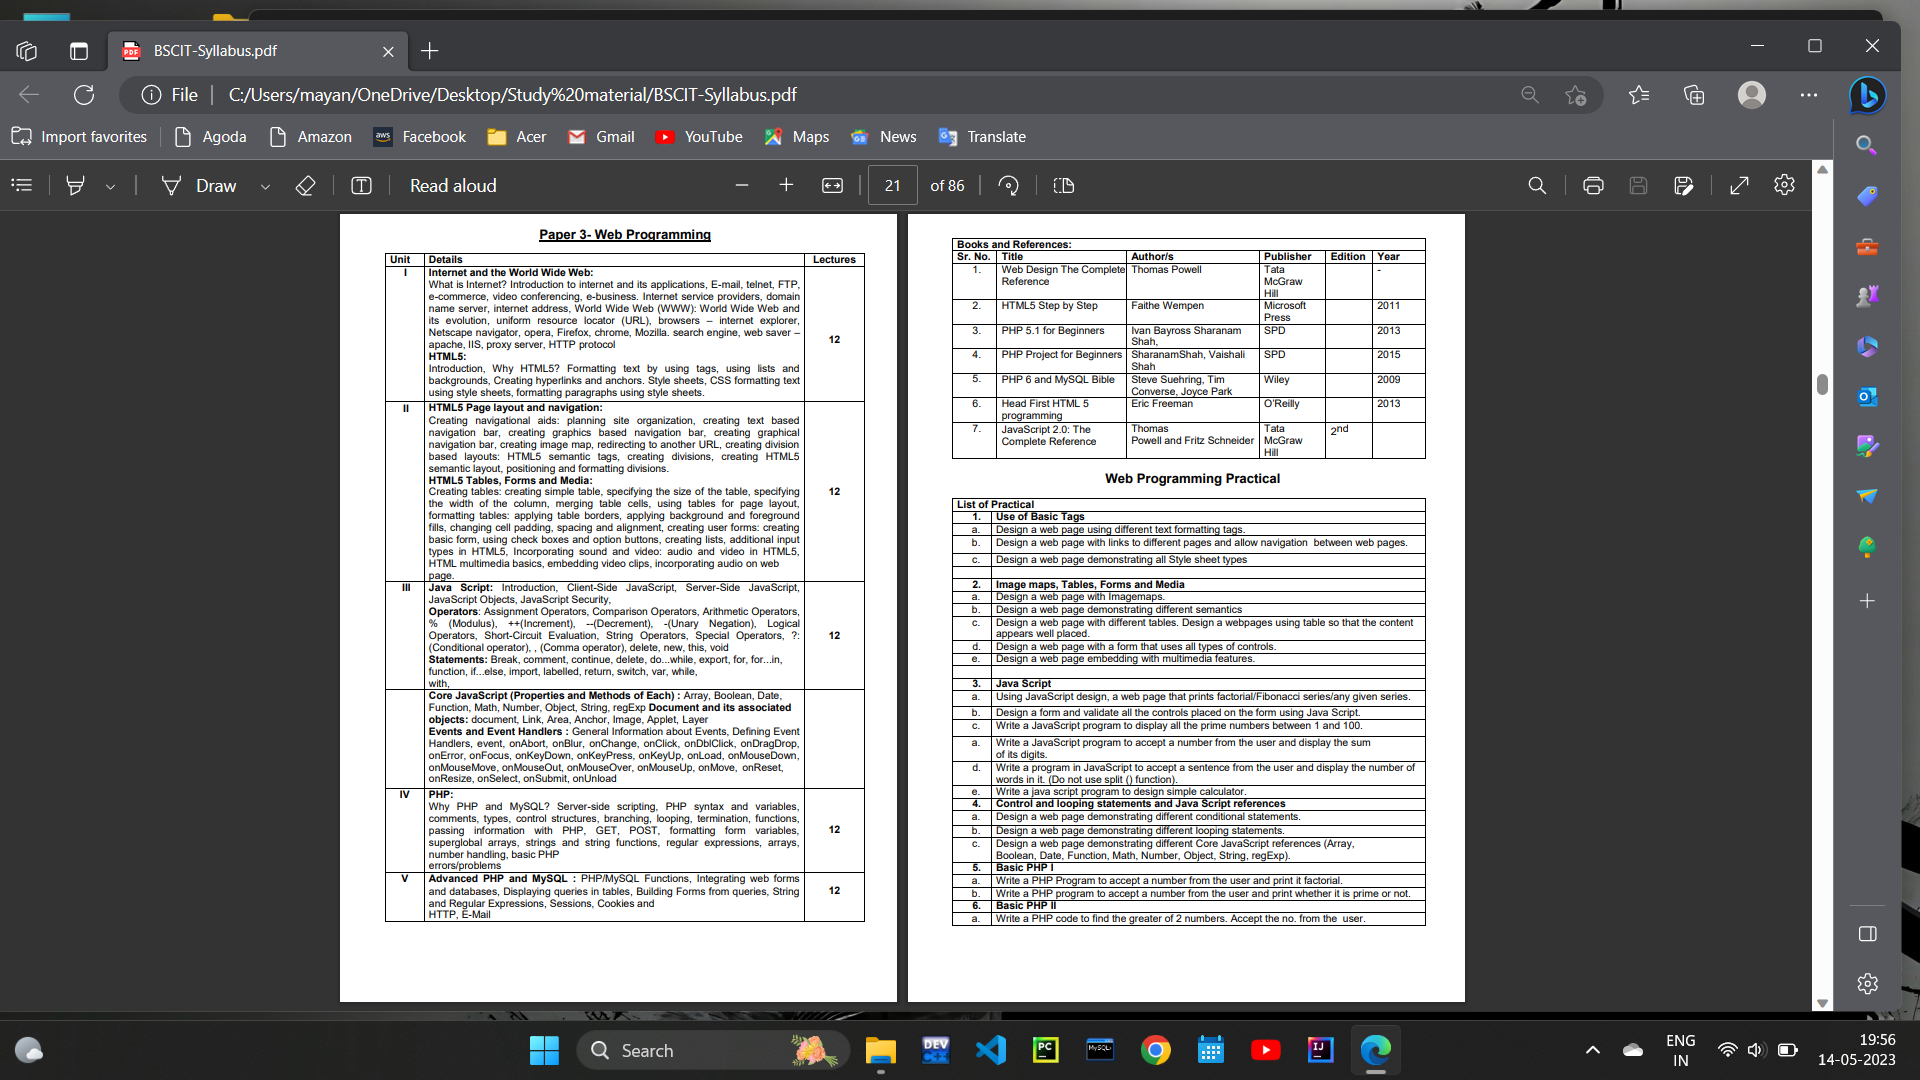 BSCIT-Syllabus.pdf
File
C:/Users/mayan/OneDrive/Desktop/Study%20material/BSCIT-Syllabus.pdf
Import favorites
Agoda
Amazon
aws
Facebook
Acer
Gmail
YouTube
Maps
News
Translate
Draw
Read aloud
21
of 86
Paper 3- Web Programming
Unit Details Lectures
I Internet and the World Wide Web:
What is Internet? Introduction to internet and its applications, E-mail, telnet, FTP,
e-commerce, video conferencing, e-business. Internet service providers, domain
name server, internet address, World Wide Web (WWW): World Wide Web and
its evolution, uniform resource locator (URL), browsers – internet explorer,
Netscape navigator, opera, Firefox, chrome, Mozilla. search engine, web saver –
apache, IIS, proxy server, HTTP protocol
12
HTML5:
Introduction, Why HTML5? Formatting text by using tags, using lists and
backgrounds, Creating hyperlinks and anchors. Style sheets, CSS formatting text
using style sheets, formatting paragraphs using style sheets.
II HTML5 Page layout and navigation:
Creating navigational aids: planning site organization, creating text based
navigation bar, creating graphics based navigation bar, creating graphical
navigation bar, creating image map, redirecting to another URL, creating division
based layouts: HTML5 semantic tags, creating divisions, creating HTML5
semantic layout, positioning and formatting divisions.
HTML5 Tables, Forms and Media:
Creating tables: creating simple table, specifying the size of the table, specifying
12
the width of the column, merging table cells, using tables for page layout,
formatting tables: applying table borders, applying background and foreground
fills, changing cell padding, spacing and alignment, creating user forms: creating
basic form, using check boxes and option buttons, creating lists, additional input
types in HTML5, Incorporating sound and video: audio and video in HTML5,
HTML multimedia basics, embedding video clips, incorporating audio on web
page.
III Java Script: Introduction, Client-Side JavaScript, Server-Side JavaScript,
JavaScript Objects, JavaScript Security,
Operators: Assignment Operators, Comparison Operators, Arithmetic Operators,
% (Modulus), ++(Increment), --(Decrement), -(Unary Negation), Logical
Operators, Short-Circuit Evaluation, String Operators, Special Operators, ?:
12
(Conditional operator), , (Comma operator), delete, new, this, void
Statements: Break, comment, continue, delete, do...while, export, for, for...in,
function, if...else, import, labelled, return, switch, var, while,
with,
Core JavaScript (Properties and Methods of Each) : Array, Boolean, Date,
Function, Math, Number, Object, String, regExp Document and its associated
objects: document, Link, Area, Anchor, Image, Applet, Layer
Events and Event Handlers : General Information about Events, Defining Event
Handlers, event, onAbort, onBlur, onChange, onClick, onDblClick, onDragDrop,
onError, onFocus, onKeyDown, onKeyPress, onKeyUp, onLoad, onMouseDown,
onMouseMove, onMouseOut, onMouseOver, onMouseUp, onMove, onReset,
onResize, onSelect, onSubmit, onUnload
IV PHP:
Why PHP and MySQL? Server-side scripting, PHP syntax and variables,
comments, types, control structures, branching, looping, termination, functions,
passing information with PHP, GET, POST, formatting form variables,
12
superglobal arrays, strings and string functions, regular expressions, arrays,
number handling, basic PHP
errors/problems
V Advanced PHP and MySQL : PHP/MySQL Functions, Integrating web forms
and databases, Displaying queries in tables, Building Forms from queries, String
12
and Regular Expressions, Sessions, Cookies and
HTTP, E-Mail
Books and References:
Sr. No. Title Author/s Publisher Edition Year
1. Web Design The Complete Reference Thomas Powell Tata McGraw Hill -
2. HTML5 Step by Step Faithe Wempen Microsoft Press 2011
3. PHP 5.1 for Beginners Ivan Bayross Sharanam Shah, SPD 2013
4. PHP Project for Beginners SharanamShah, Vaishali Shah SPD 2015
5. PHP 6 and MySQL Bible Steve Suehring, Tim Converse, Joyce Park Wiley 2009
6. Head First HTML 5 programming Eric Freeman O'Reilly 2013
7. JavaScript 2.0: The Complete Reference Thomas Powell and Fritz Schneider Tata McGraw Hill 2nd
Web Programming Practical
List of Practical
1. Use of Basic Tags
a. Design a web page using different text formatting tags.
b. Design a web page with links to different pages and allow navigation between web pages.
c. Design a web page demonstrating all Style sheet types
2. Image maps, Tables, Forms and Media
a. Design a web page with Imagemaps.
b. Design a web page demonstrating different semantics
c. Design a web page with different tables. Design a webpages using table so that the content
appears well placed.
d. Design a web page with a form that uses all types of controls.
e. Design a web page embedding with multimedia features.
3. Java Script
a. Using JavaScript design, a web page that prints factorial/Fibonacci series/any given series.
b. Design a form and validate all the controls placed on the form using Java Script.
c. Write a JavaScript program to display all the prime numbers between 1 and 100.
a. Write a JavaScript program to accept a number from the user and display the sum
of its digits.
d. Write a program in JavaScript to accept a sentence from the user and display the number of
words in it. (Do not use split () function).
e. Write a java script program to design simple calculator.
4. Control and looping statements and Java Script references
a. Design a web page demonstrating different conditional statements.
b. Design a web page demonstrating different looping statements.
c. Design a web page demonstrating different Core JavaScript references (Array,
Boolean, Date, Function, Math, Number, Object, String, regExp).
5. Basic PHP I
a. Write a PHP Program to accept a number from the user and print it factorial.
b. Write a PHP program to accept a number from the user and print whether it is prime or not.
6. Basic PHP II
a. Write a PHP code to find the greater of 2 numbers. Accept the no. from the user.
Search
DEV
C++
PC
MySQL
IJ
ENG
IN
19:56
14-05-2023